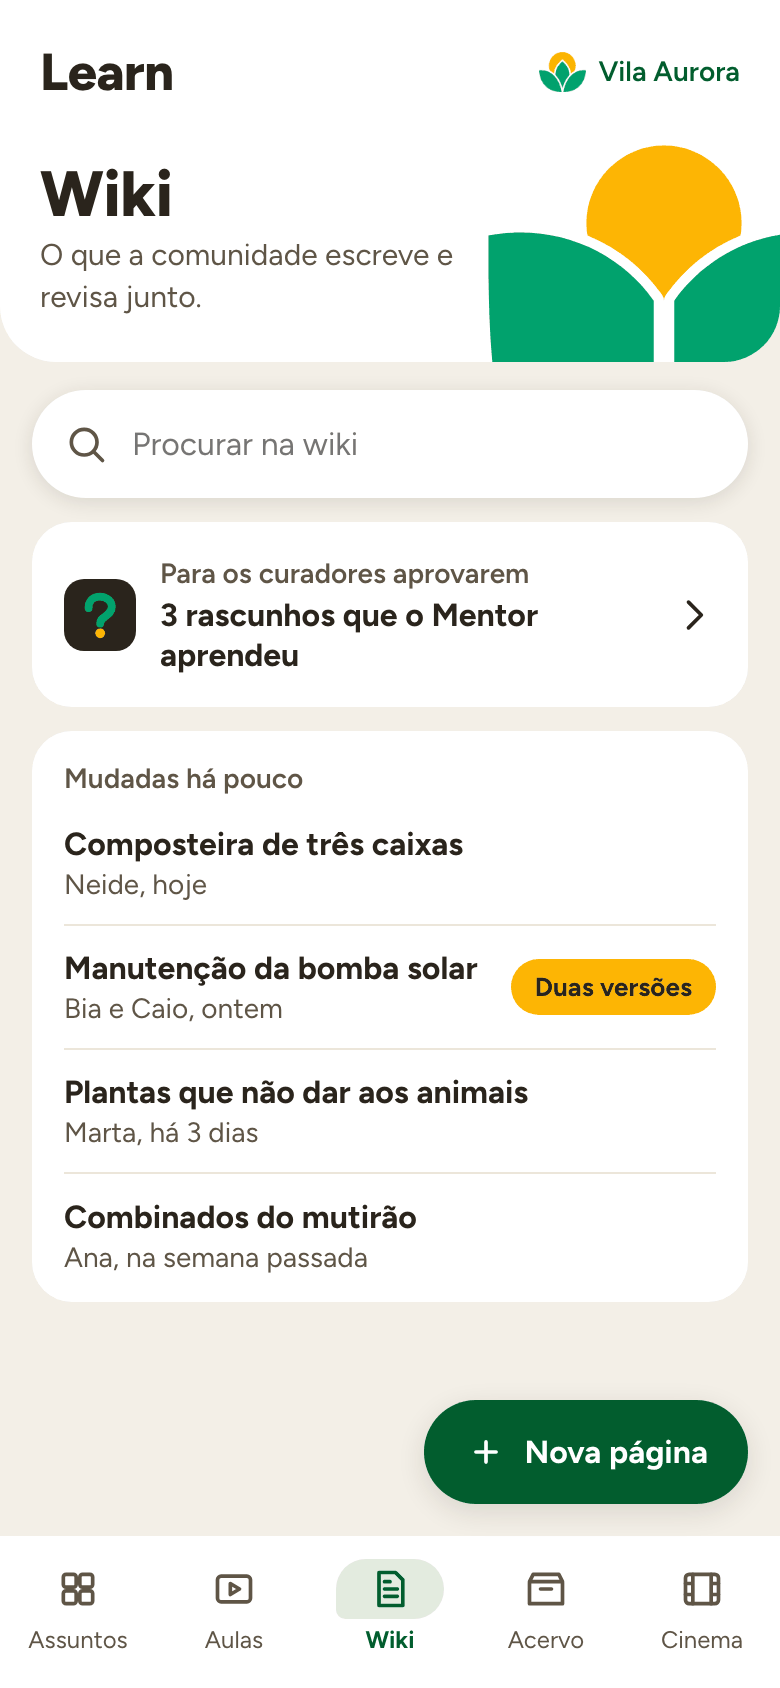 Learn
Vila Aurora
Wiki
O que a comunidade escreve e
revisa junto.
Procurar na wiki
Para os curadores aprovarem
3 rascunhos que o Mentor
aprendeu
Mudadas há pouco
Composteira de três caixas
Neide, hoje
Manutenção da bomba solar
Bia e Caio, ontem
Duas versões
Plantas que não dar aos animais
Marta, há 3 dias
Combinados do mutirão
Ana, na semana passada
Nova página
Assuntos
Aulas
Wiki
Acervo
Cinema